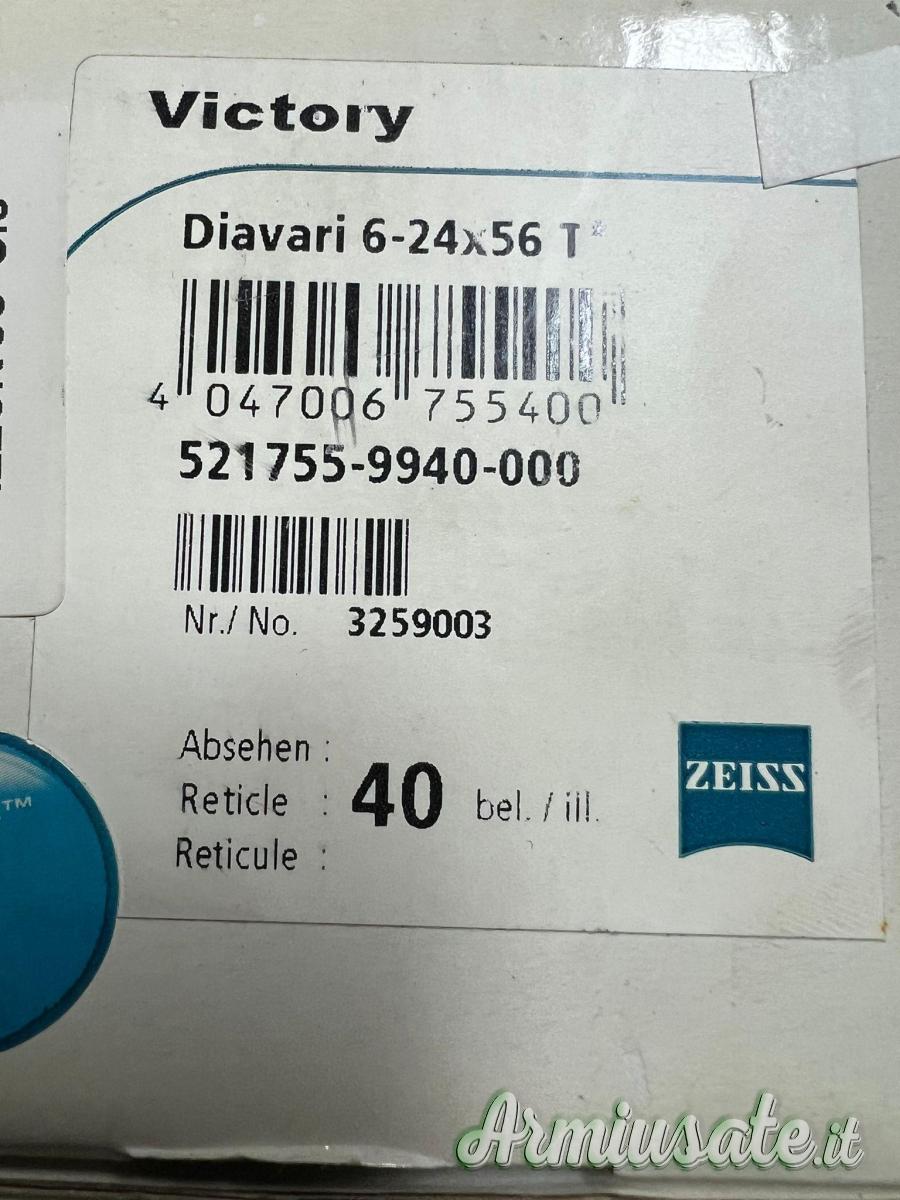 Victory
Diavari 6-24x56 T*
4 047006 755400
521755-9940-000
Nr./ No. 3259003
Absehen :
Reticle : 40 bel. / ill.
Reticule :
ZEISS
TM
Armiusate.it